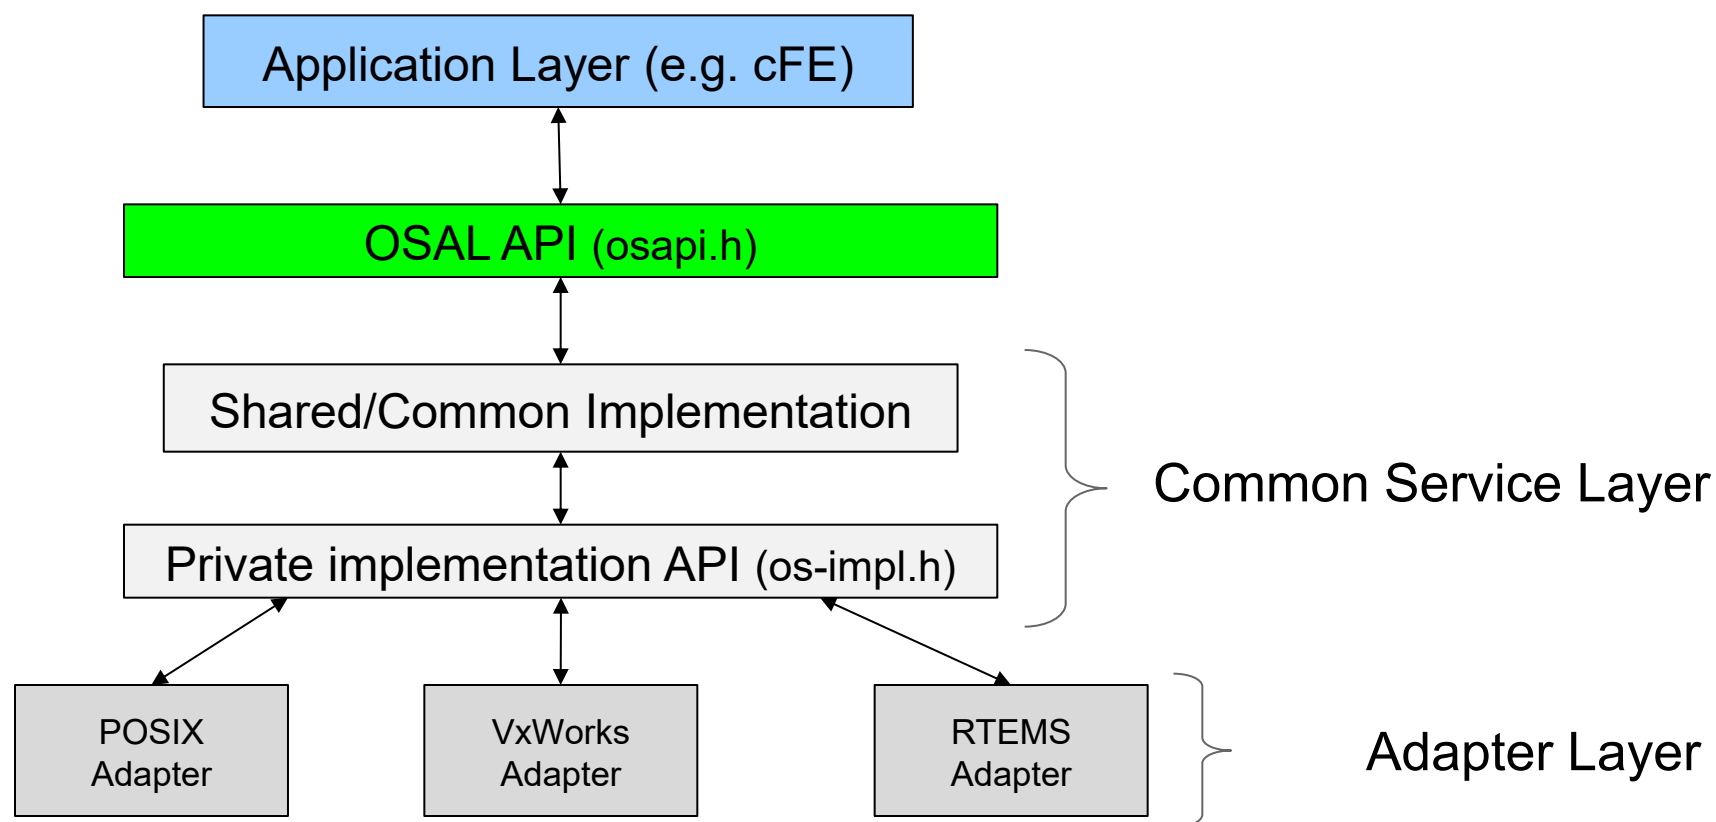 Application Layer (e.g. cFE)
OSAL API (osapi.h)
Shared/Common Implementation
Common Service Layer
Private implementation API (os-impl.h)
POSIX
Adapter
VxWorks
Adapter
RTEMS
Adapter
Adapter Layer